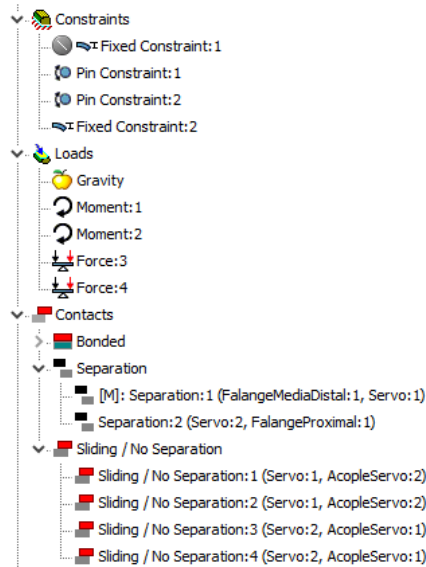 Constraints
Fixed Constraint:1
Pin Constraint:1
Pin Constraint:2
Fixed Constraint:2
Loads
Gravity
Moment:1
Moment:2
Force:3
Force:4
Contacts
Bonded
Separation
[M]: Separation:1 (FalangeMediaDistal:1, Servo:1)
Separation:2 (Servo:2, FalangeProximal:1)
Sliding / No Separation
Sliding / No Separation:1 (Servo:1, AcopleServo:2)
Sliding / No Separation:2 (Servo:1, AcopleServo:2)
Sliding / No Separation:3 (Servo:2, AcopleServo:1)
Sliding / No Separation:4 (Servo:2, AcopleServo:1)